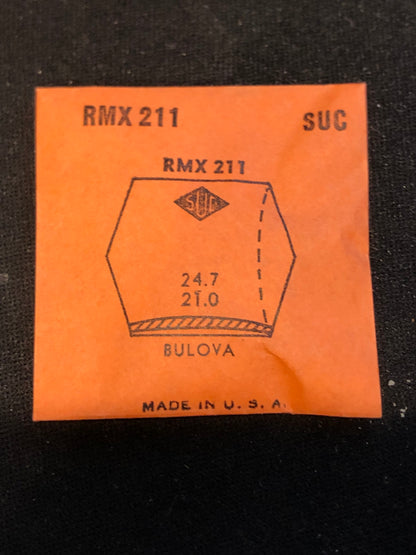 RMX 211 SUC
RMX 211
SUC
24.7
21.0
BULOVA
MADE IN U. S. A.